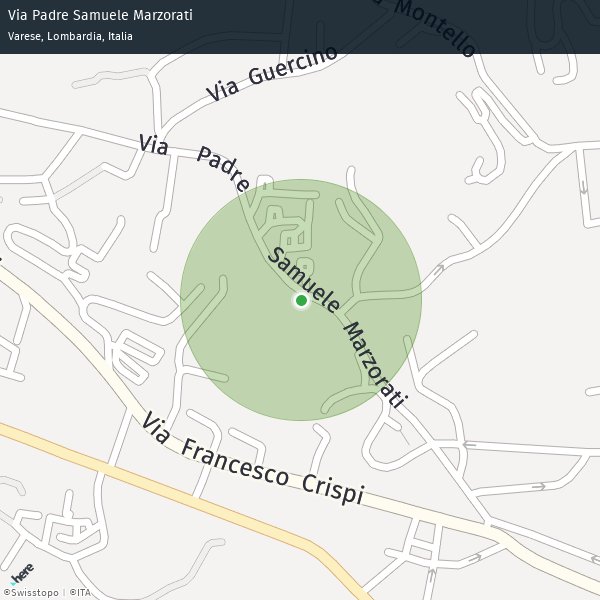 Via Padre Samuele Marzorati
Varese, Lombardia, Italia
Montello
Via Guercino
Via Padre Samuele Marzorati
Via Francesco Crispi
here
©Swisstopo | ©ITA